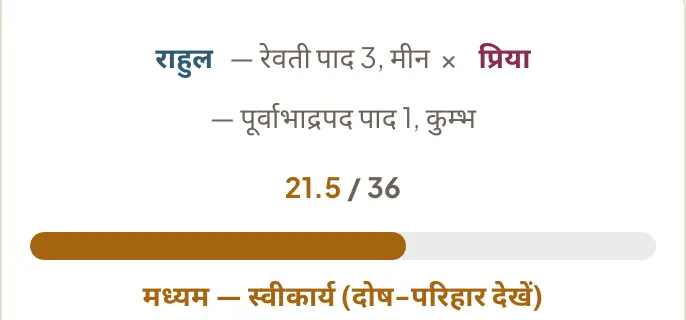 राहुल — रेवती पाद 3, मीन × प्रिया
— पूर्वाभाद्रपद पाद 1, कुम्भ
21.5 / 36
मध्यम — स्वीकार्य (दोष-परिहार देखें)